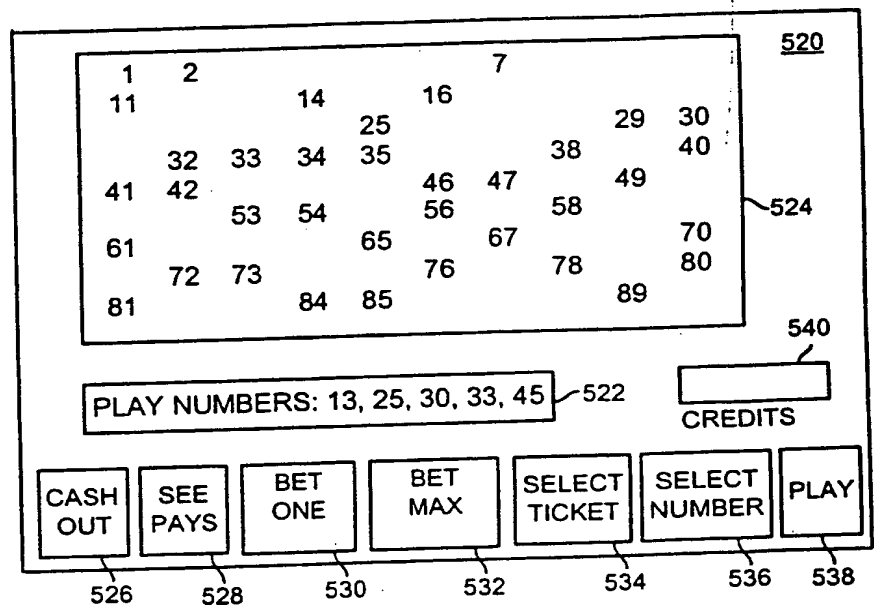 520
1 2 7
11 14 16
25 29 30
32 33 34 35 38 40
41 42 46 47 49
53 54 56 58
524
61 65 67 70
72 73 76 78 80
81 84 85 89
540
PLAY NUMBERS: 13, 25, 30, 33, 45
522
CREDITS
CASH OUT
SEE PAYS
BET ONE
BET MAX
SELECT TICKET
SELECT NUMBER
PLAY
526 528 530 532 534 536 538